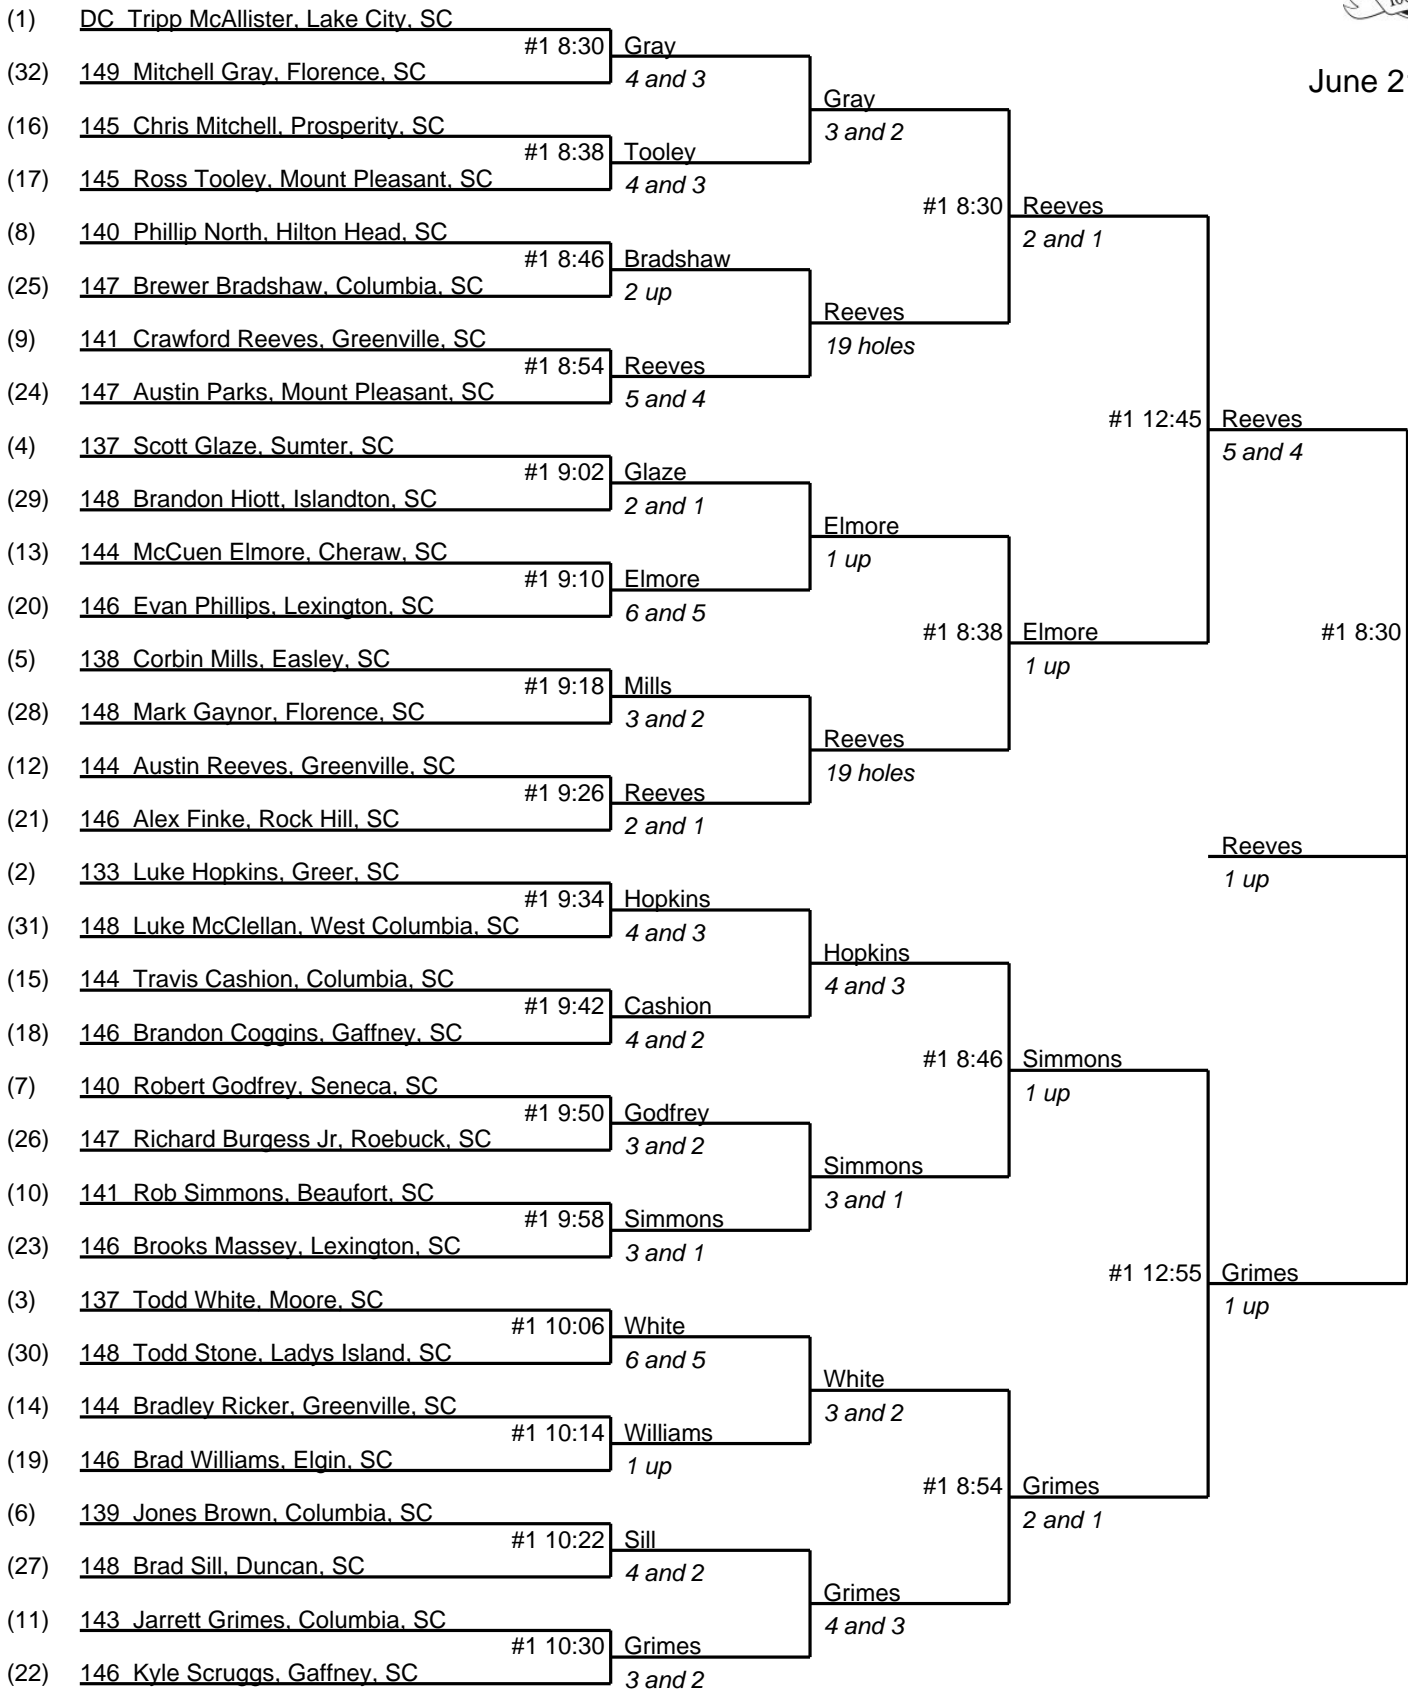 (1) DC Tripp McAllister, Lake City, SC
#1 8:30 Gray
(32) 149 Mitchell Gray, Florence, SC
4 and 3
June 2
Gray
3 and 2
(16) 145 Chris Mitchell, Prosperity, SC
#1 8:38 Tooley
(17) 145 Ross Tooley, Mount Pleasant, SC
4 and 3
#1 8:30 Reeves
2 and 1
(8) 140 Phillip North, Hilton Head, SC
#1 8:46 Bradshaw
(25) 147 Brewer Bradshaw, Columbia, SC
2 up
Reeves
19 holes
(9) 141 Crawford Reeves, Greenville, SC
#1 8:54 Reeves
(24) 147 Austin Parks, Mount Pleasant, SC
5 and 4
#1 12:45 Reeves
5 and 4
(4) 137 Scott Glaze, Sumter, SC
#1 9:02 Glaze
(29) 148 Brandon Hiott, Islandton, SC
2 and 1
Elmore
1 up
(13) 144 McCuen Elmore, Cheraw, SC
#1 9:10 Elmore
(20) 146 Evan Phillips, Lexington, SC
6 and 5
#1 8:38 Elmore
1 up
#1 8:30
(5) 138 Corbin Mills, Easley, SC
#1 9:18 Mills
(28) 148 Mark Gaynor, Florence, SC
3 and 2
Reeves
19 holes
(12) 144 Austin Reeves, Greenville, SC
#1 9:26 Reeves
(21) 146 Alex Finke, Rock Hill, SC
2 and 1
Reeves
1 up
(2) 133 Luke Hopkins, Greer, SC
#1 9:34 Hopkins
(31) 148 Luke McClellan, West Columbia, SC
4 and 3
Hopkins
4 and 3
(15) 144 Travis Cashion, Columbia, SC
#1 9:42 Cashion
(18) 146 Brandon Coggins, Gaffney, SC
4 and 2
#1 8:46 Simmons
1 up
(7) 140 Robert Godfrey, Seneca, SC
#1 9:50 Godfrey
(26) 147 Richard Burgess Jr, Roebuck, SC
3 and 2
Simmons
3 and 1
(10) 141 Rob Simmons, Beaufort, SC
#1 9:58 Simmons
(23) 146 Brooks Massey, Lexington, SC
3 and 1
#1 12:55 Grimes
1 up
(3) 137 Todd White, Moore, SC
#1 10:06 White
(30) 148 Todd Stone, Ladys Island, SC
6 and 5
White
3 and 2
(14) 144 Bradley Ricker, Greenville, SC
#1 10:14 Williams
(19) 146 Brad Williams, Elgin, SC
1 up
#1 8:54 Grimes
2 and 1
(6) 139 Jones Brown, Columbia, SC
#1 10:22 Sill
(27) 148 Brad Sill, Duncan, SC
4 and 2
Grimes
4 and 3
(11) 143 Jarrett Grimes, Columbia, SC
#1 10:30 Grimes
(22) 146 Kyle Scruggs, Gaffney, SC
3 and 2